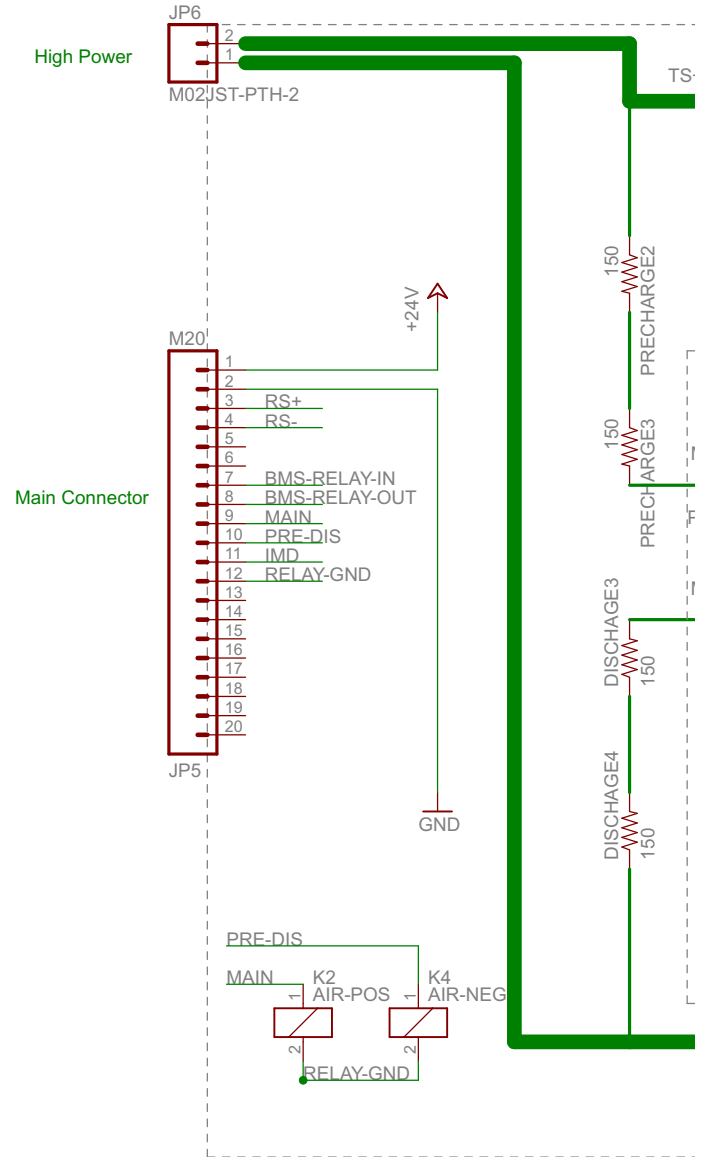 JP6
2
1
High Power
M02JST-PTH-2
TS-
150
PRECHARGE2
+24V
M20
1
2
3 RS+
4 RS-
5
6
7 BMS-RELAY-IN
8 BMS-RELAY-OUT
9 MAIN
10 PRE-DIS
11 IMD
12 RELAY-GND
13
14
15
16
17
18
19
20
Main Connector
JP5
150
PRECHARGE3
DISCHAGE3
150
DISCHAGE4
150
GND
PRE-DIS
MAIN
K2
AIR-POS
1
2
K4
AIR-NEG
1
2
RELAY-GND